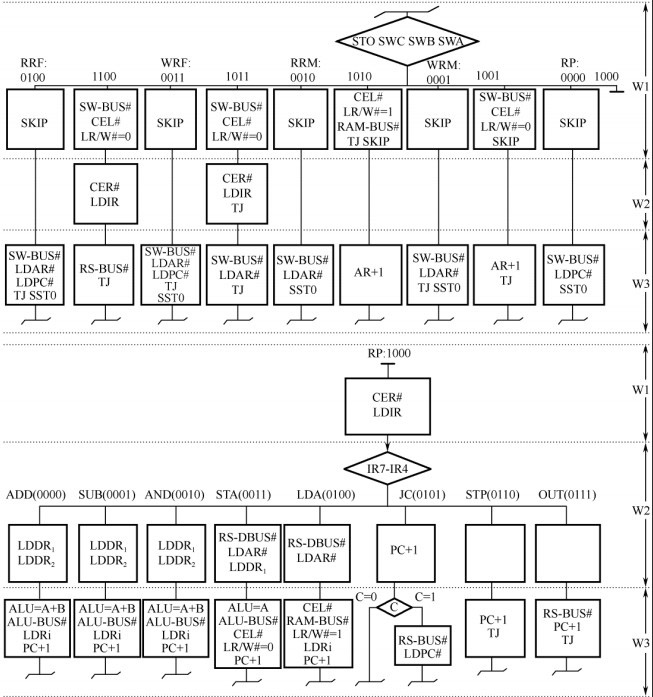 STO SWC SWB SWA
RRF:
WRF:
RRM:
WRM:
RP:
0100
1100
0011
1011
0010
1010
0001
1001
0000
1000
W1
SKIP
SW-BUS#
CEL#
LR/W#=0
SKIP
SW-BUS#
CEL#
LR/W#=0
SKIP
CEL#
LR/W#=1
RAM-BUS#
TJ SKIP
SKIP
SW-BUS#
CEL#
LR/W#=0
SKIP
SKIP
CER#
LDIR
CER#
LDIR
TJ
W2
SW-BUS#
LDAR#
LDPC#
TJ SST0
RS-BUS#
TJ
SW-BUS#
LDAR#
LDPC#
TJ
SST0
SW-BUS#
LDAR#
TJ
SW-BUS#
LDAR#
SST0
AR+1
SW-BUS#
LDAR#
TJ SST0
AR+1
TJ
SW-BUS#
LDPC#
SST0
W3
RP:1000
CER#
LDIR
W1
IR7-IR4
ADD(0000)
SUB(0001)
AND(0010)
STA(0011)
LDA(0100)
JC(0101)
STP(0110)
OUT(0111)
LDDR₁
LDDR₂
LDDR₁
LDDR₂
LDDR₁
LDDR₂
RS-DBUS#
LDAR#
LDDR₁
RS-DBUS#
LDAR#
PC+1
W2
ALU=A+B
ALU-BUS#
LDRi
PC+1
ALU=A+B
ALU-BUS#
LDRi
PC+1
ALU=A+B
ALU-BUS#
LDRi
PC+1
ALU=A
ALU-BUS#
CEL#
LR/W#=0
PC+1
CEL#
RAM-BUS#
LR/W#=1
LDRi
PC+1
C=0
C
C=1
RS-BUS#
LDPC#
PC+1
TJ
RS-BUS#
PC+1
TJ
W3